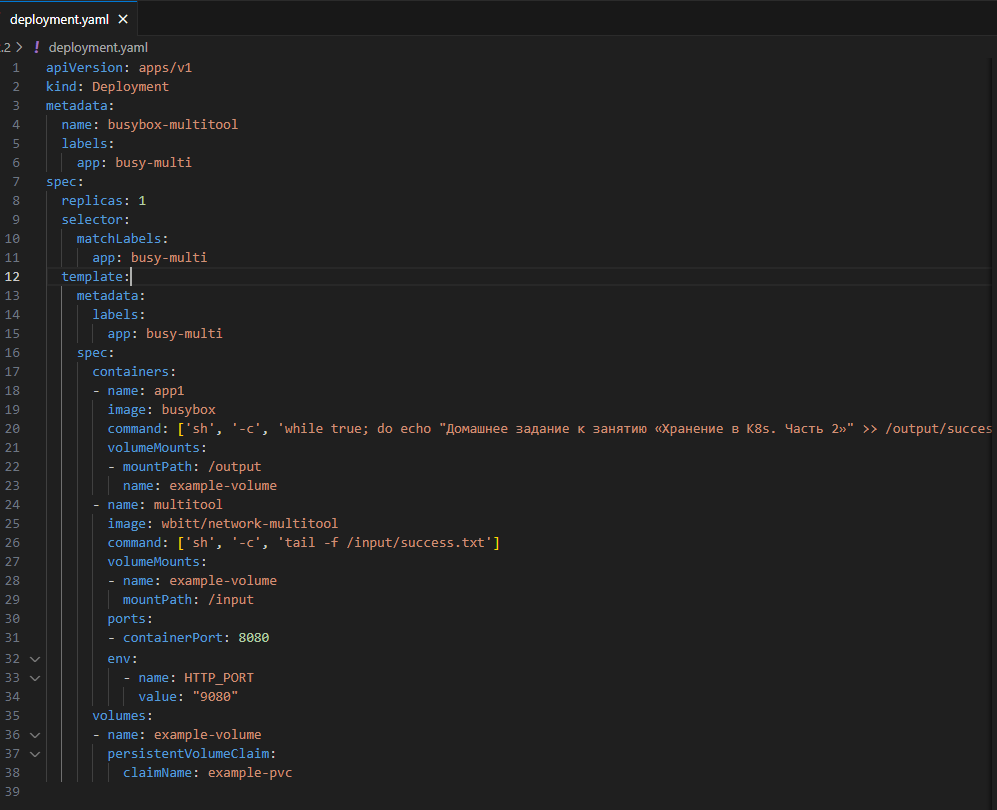 deployment.yaml ×
.2 > ! deployment.yaml
1 apiVersion: apps/v1
2 kind: Deployment
3 metadata:
4   name: busybox-multitool
5   labels:
6     app: busy-multi
7 spec:
8   replicas: 1
9   selector:
10     matchLabels:
11       app: busy-multi
12   template:
13     metadata:
14       labels:
15         app: busy-multi
16     spec:
17       containers:
18       - name: app1
19         image: busybox
20         command: ['sh', '-c', 'while true; do echo "Домашнее задание к занятию «Хранение в K8s. Часть 2»" >> /output/succes
21         volumeMounts:
22         - mountPath: /output
23           name: example-volume
24       - name: multitool
25         image: wbitt/network-multitool
26         command: ['sh', '-c', 'tail -f /input/success.txt']
27         volumeMounts:
28         - name: example-volume
29           mountPath: /input
30         ports:
31         - containerPort: 8080
32         env:
33           - name: HTTP_PORT
34             value: "9080"
35       volumes:
36       - name: example-volume
37         persistentVolumeClaim:
38           claimName: example-pvc
39